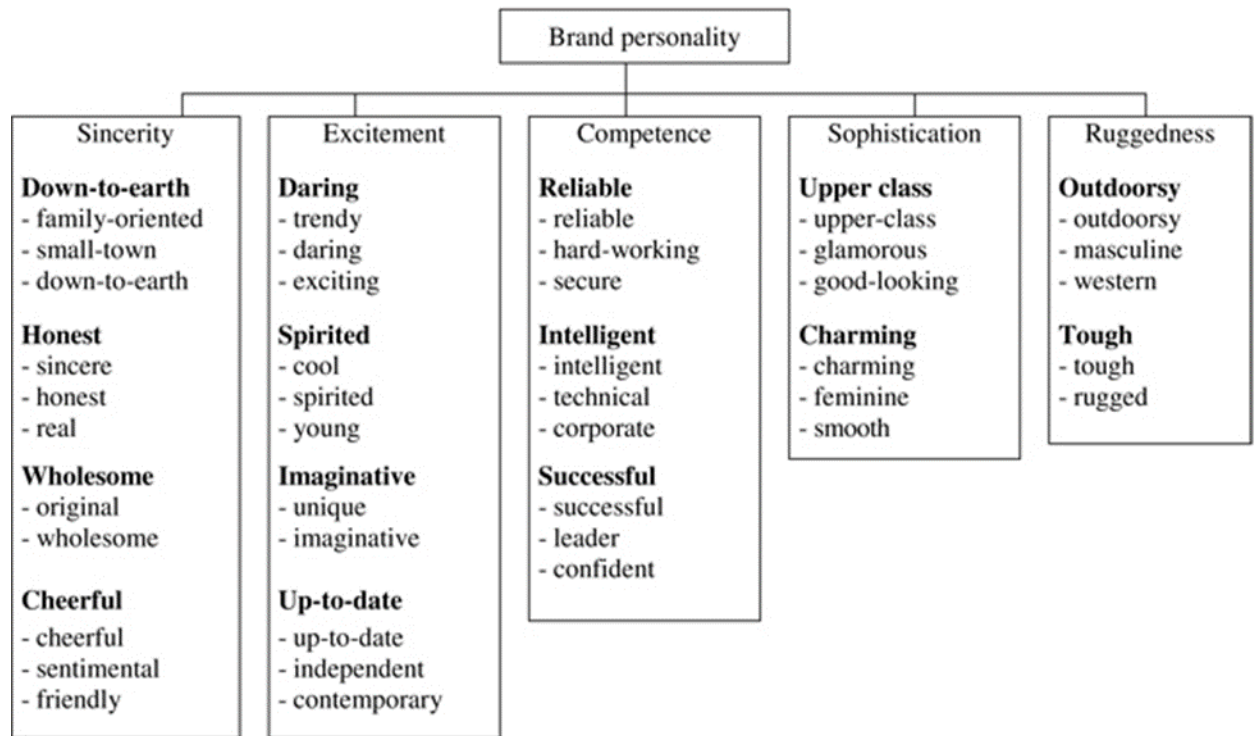 Brand personality
Sincerity
Down-to-earth
- family-oriented
- small-town
- down-to-earth
Honest
- sincere
- honest
- real
Wholesome
- original
- wholesome
Cheerful
- cheerful
- sentimental
- friendly
Excitement
Daring
- trendy
- daring
- exciting
Spirited
- cool
- spirited
- young
Imaginative
- unique
- imaginative
Up-to-date
- up-to-date
- independent
- contemporary
Competence
Reliable
- reliable
- hard-working
- secure
Intelligent
- intelligent
- technical
- corporate
Successful
- successful
- leader
- confident
Sophistication
Upper class
- upper-class
- glamorous
- good-looking
Charming
- charming
- feminine
- smooth
Ruggedness
Outdoorsy
- outdoorsy
- masculine
- western
Tough
- tough
- rugged